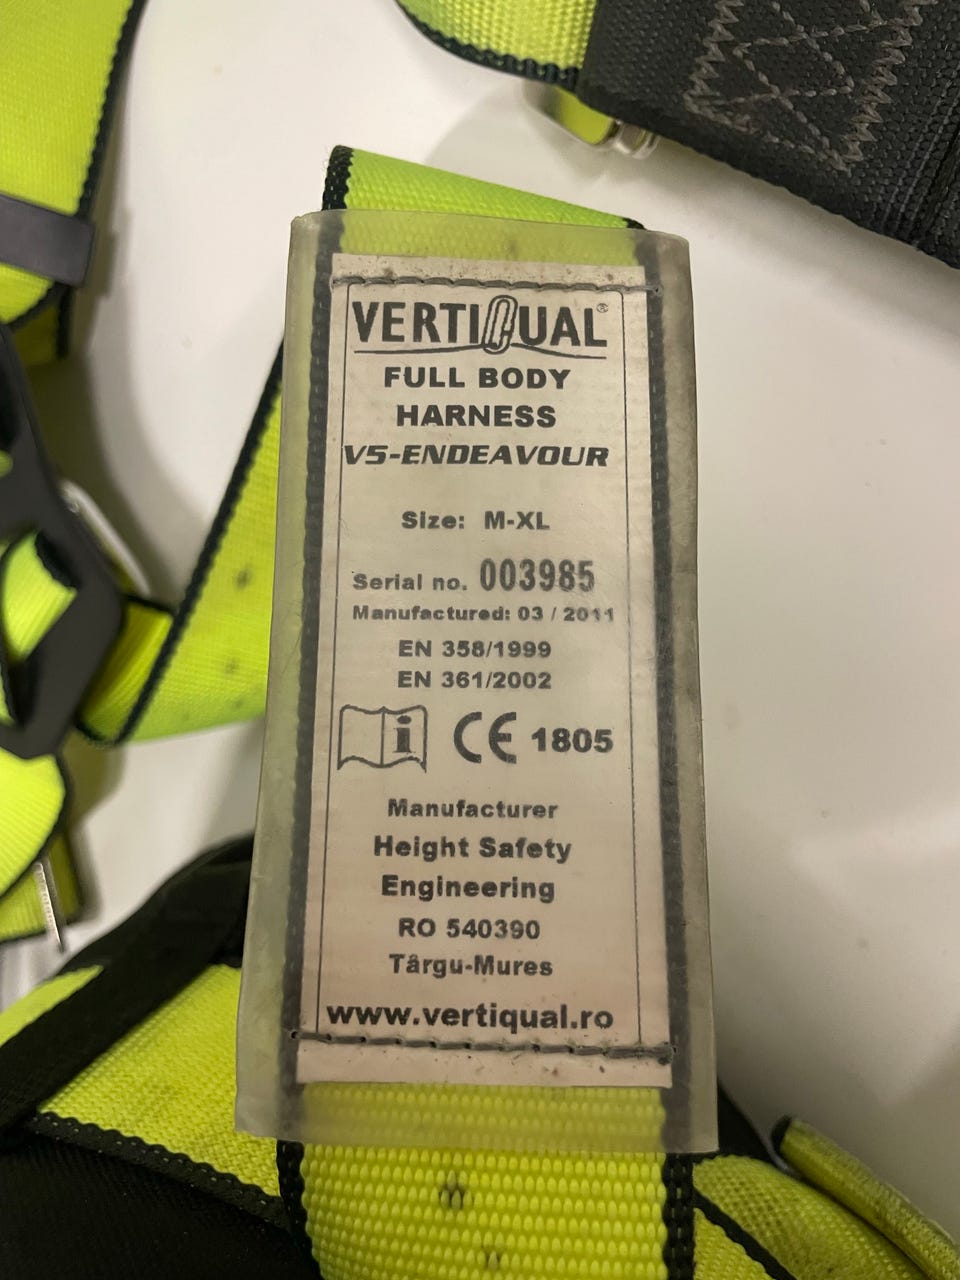 VERTIQUAL®
FULL BODY
HARNESS
V5-ENDEAVOUR
Size: M-XL
Serial no. 003985
Manufactured: 03 / 2011
EN 358/1999
EN 361/2002
i CE 1805
Manufacturer
Height Safety
Engineering
RO 540390
Târgu-Mures
www.vertiqual.ro